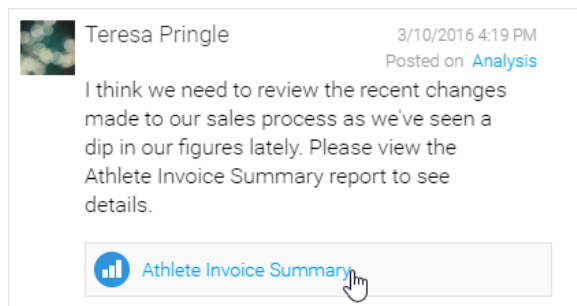 Teresa Pringle
3/10/2016 4:19 PM
Posted on Analysis
I think we need to review the recent changes
made to our sales process as we've seen a
dip in our figures lately. Please view the
Athlete Invoice Summary report to see
details.
Athlete Invoice Summary